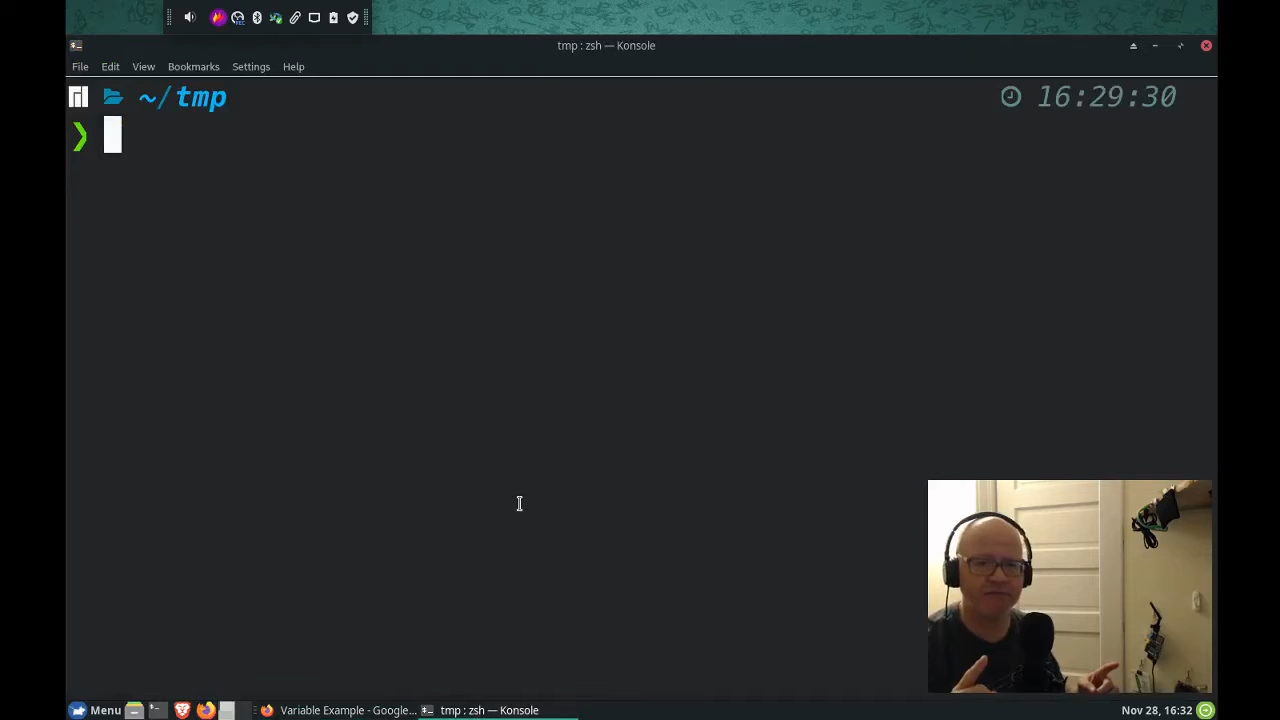 tmp : zsh — Konsole
File Edit View Bookmarks Settings Help
~/tmp 16:29:30
❯
Menu Variable Example - Google... tmp : zsh — Konsole Nov 28, 16:32